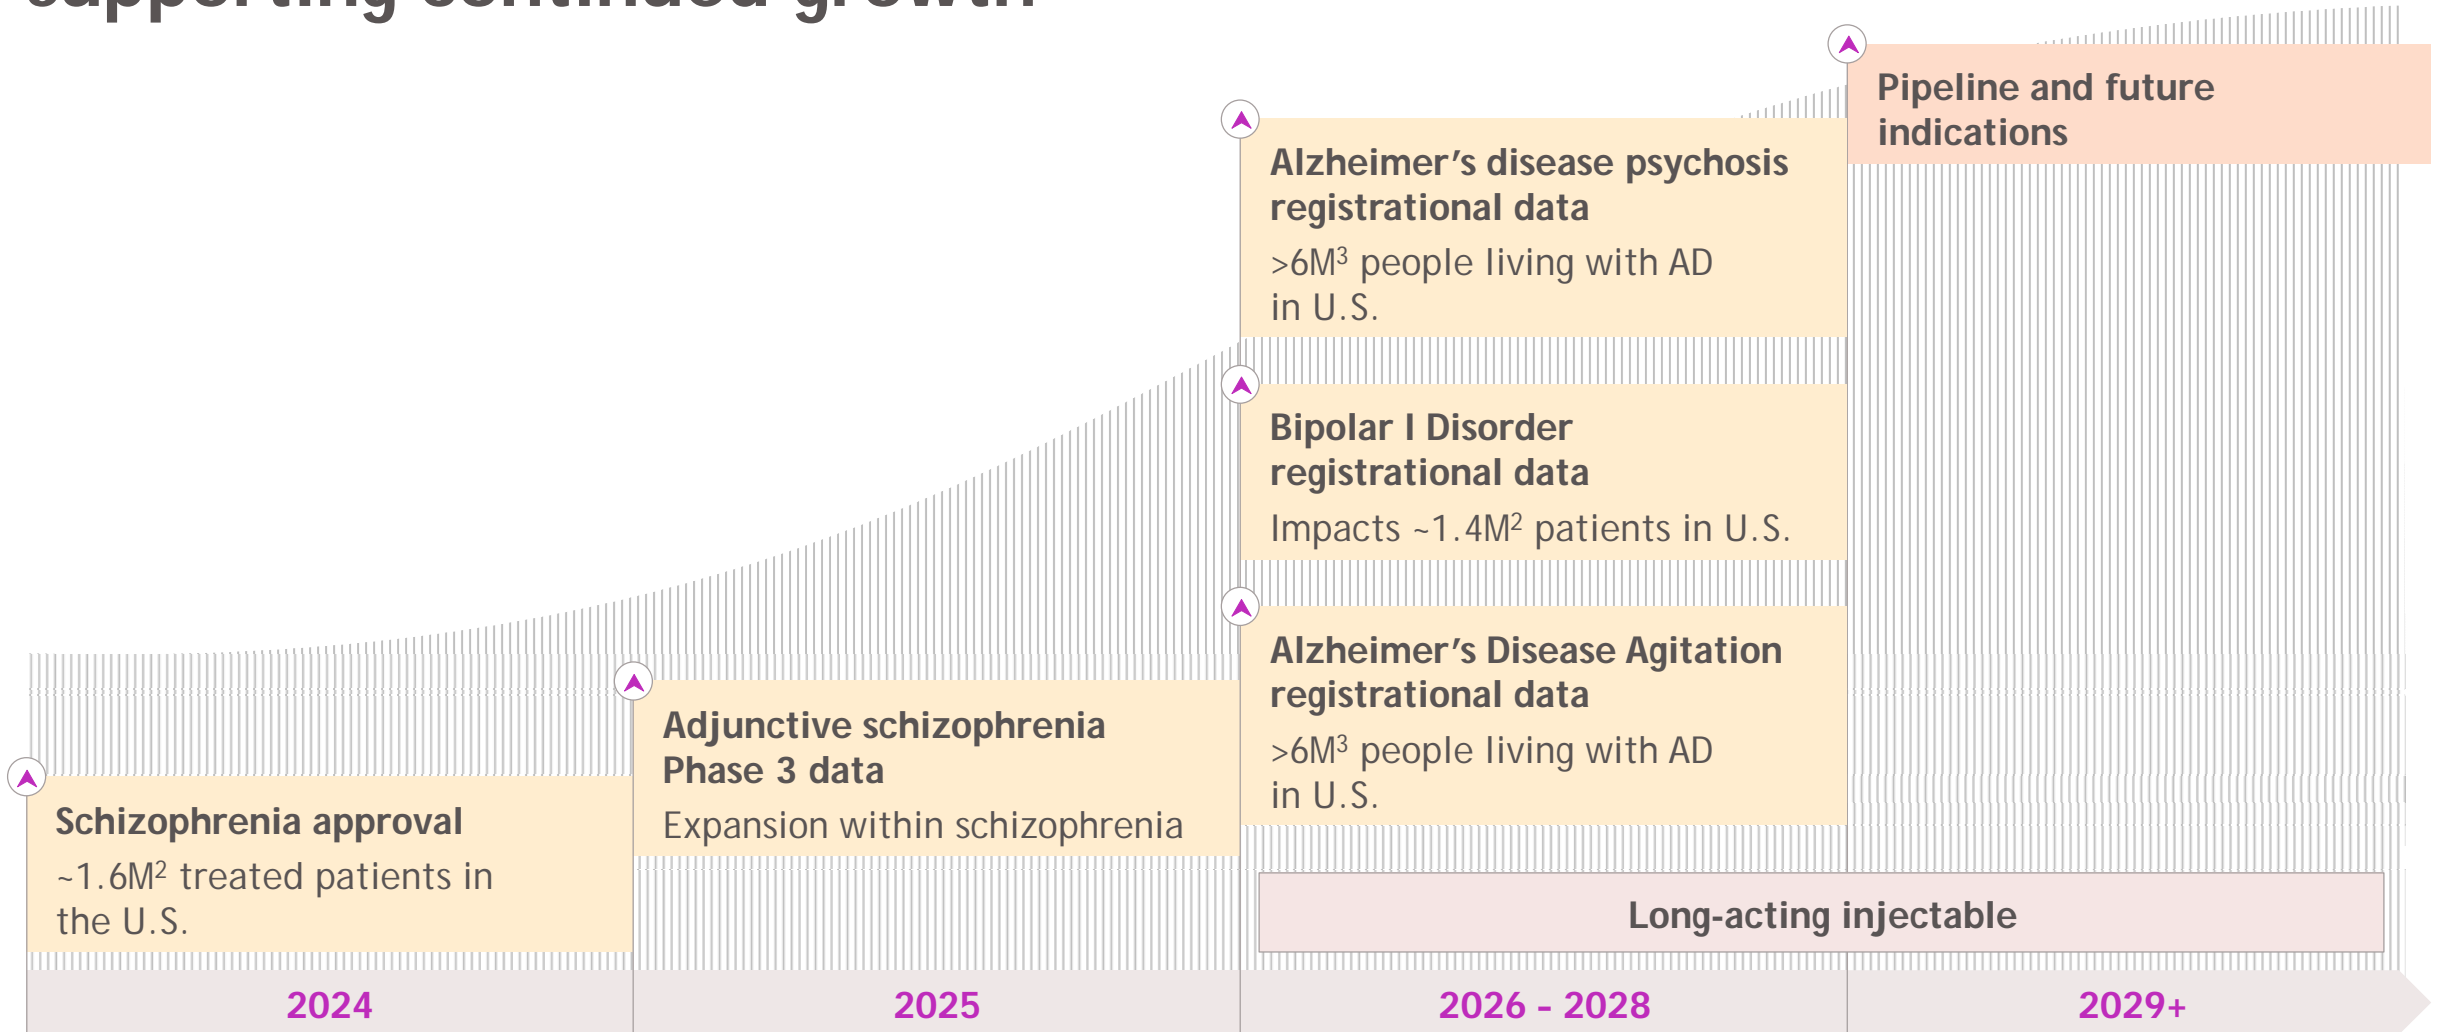 supporting continued growth
Pipeline and future
indications
Alzheimer’s disease psychosis
registrational data
>6M³ people living with AD
in U.S.
Bipolar I Disorder
registrational data
Impacts ~1.4M² patients in U.S.
Alzheimer’s Disease Agitation
registrational data
>6M³ people living with AD
in U.S.
Adjunctive schizophrenia
Phase 3 data
Expansion within schizophrenia
Schizophrenia approval
~1.6M² treated patients in
the U.S.
Long-acting injectable
2024
2025
2026 - 2028
2029+